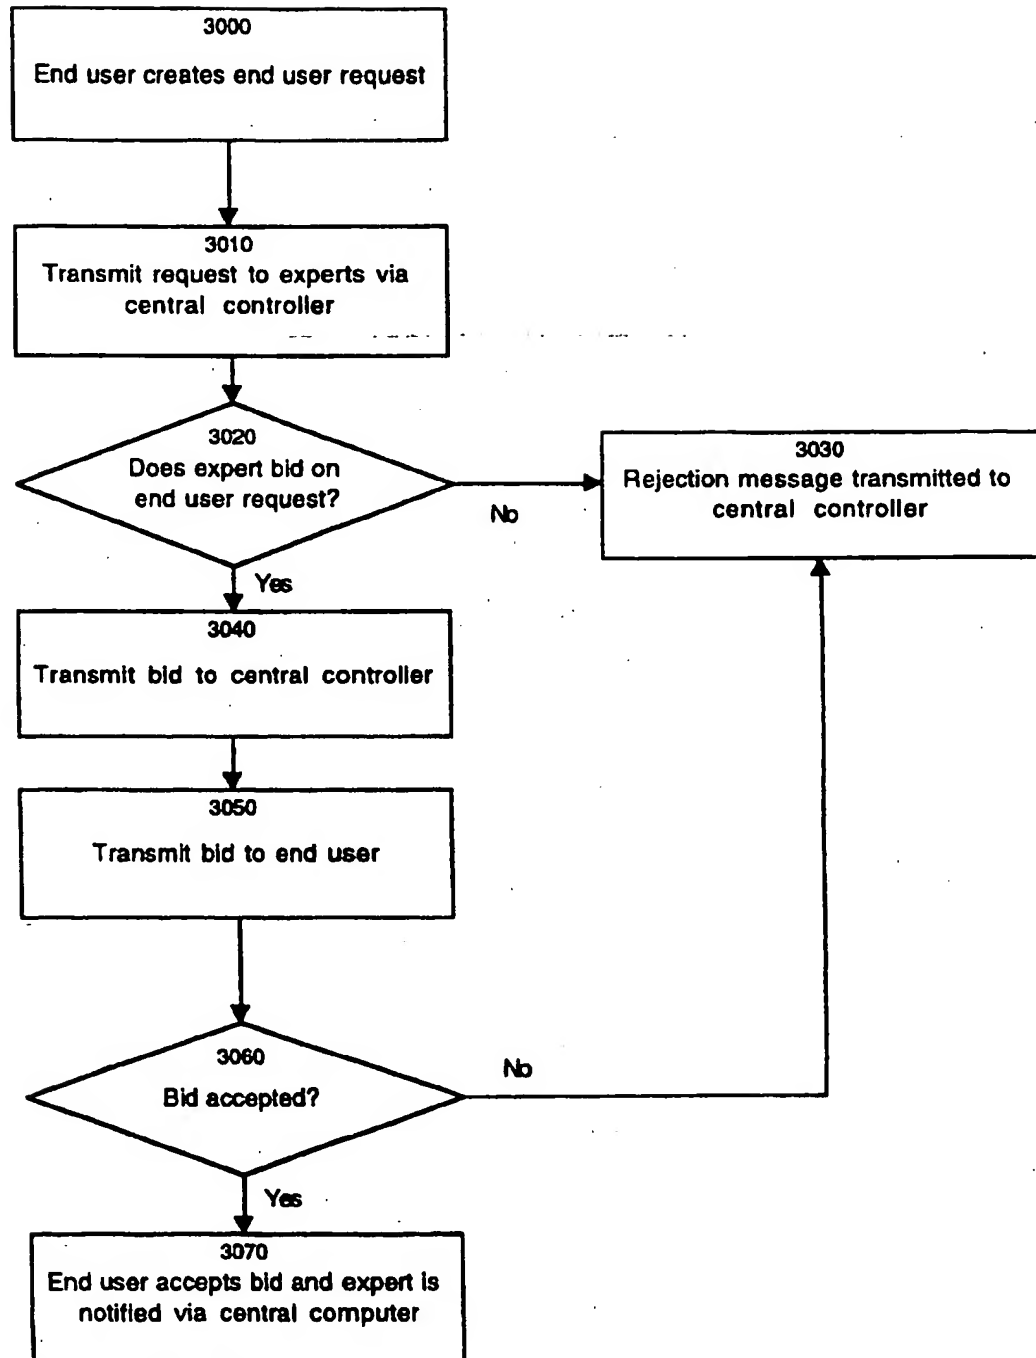 3000
End user creates end user request
3010
Transmit request to experts via
central controller
3020
Does expert bid on
end user request?
No
3030
Rejection message transmitted to
central controller
Yes
3040
Transmit bid to central controller
3050
Transmit bid to end user
3060
Bid accepted?
No
Yes
3070
End user accepts bid and expert is
notified via central computer